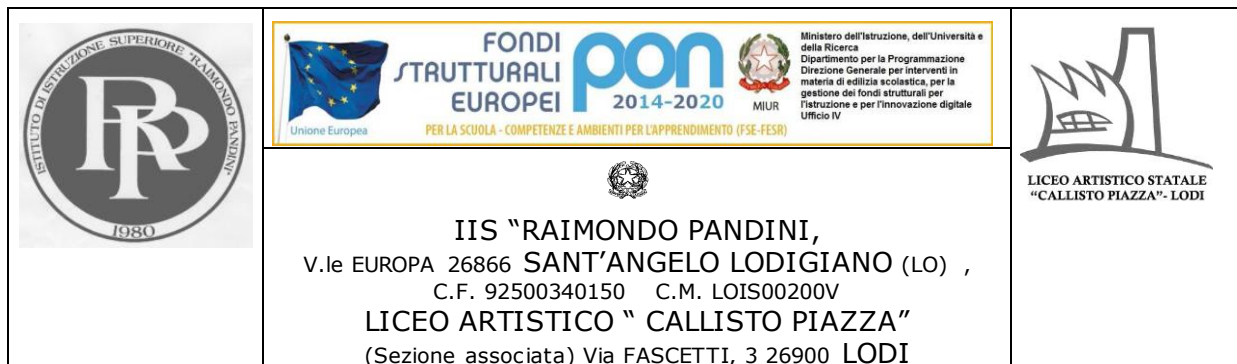 ISTITUTO DI ISTRUZIONE SUPERIORE "RAIMONDO PANDINI"
1980
FONDI
STRUTTURALI
EUROPEI
pon
2014-2020
Unione Europea
MIUR
Ministero dell'Istruzione, dell'Università e
della Ricerca
Dipartimento per la Programmazione
Direzione Generale per interventi in
materia di edilizia scolastica, per la
gestione dei fondi strutturali per
l'istruzione e per l'innovazione digitale
Ufficio IV
PER LA SCUOLA - COMPETENZE E AMBIENTI PER L'APPRENDIMENTO (FSE-FESR)
LICEO ARTISTICO STATALE
"CALLISTO PIAZZA"- LODI
IIS "RAIMONDO PANDINI,
V.le EUROPA 26866 SANT'ANGELO LODIGIANO (LO) ,
C.F. 92500340150 C.M. LOIS00200V
LICEO ARTISTICO " CALLISTO PIAZZA"
(Sezione associata) Via FASCETTI, 3 26900 LODI